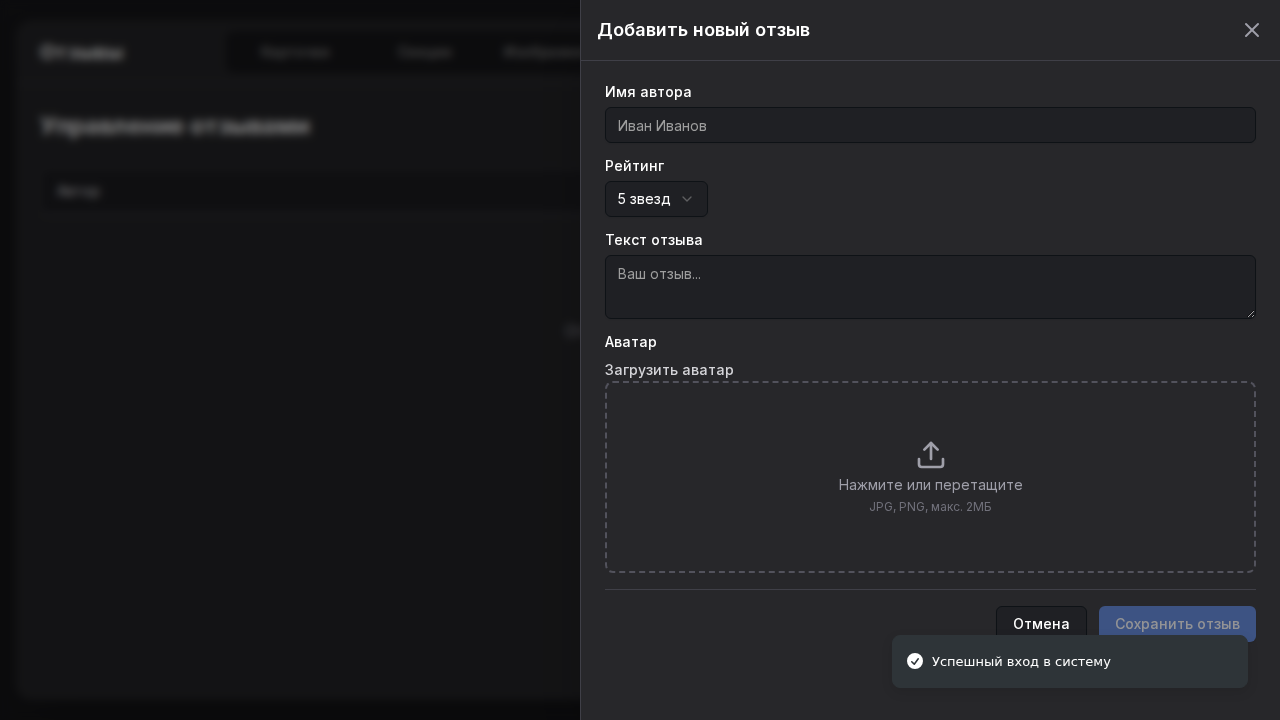 Отзывы
Управление отзывами
Автор
Добавить новый отзыв
Имя автора
Иван Иванов
Рейтинг
5 звезд
Текст отзыва
Ваш отзыв...
Аватар
Загрузить аватар
Нажмите или перетащите
JPG, PNG, макс. 2МБ
Отмена
Сохранить отзыв
Успешный вход в систему